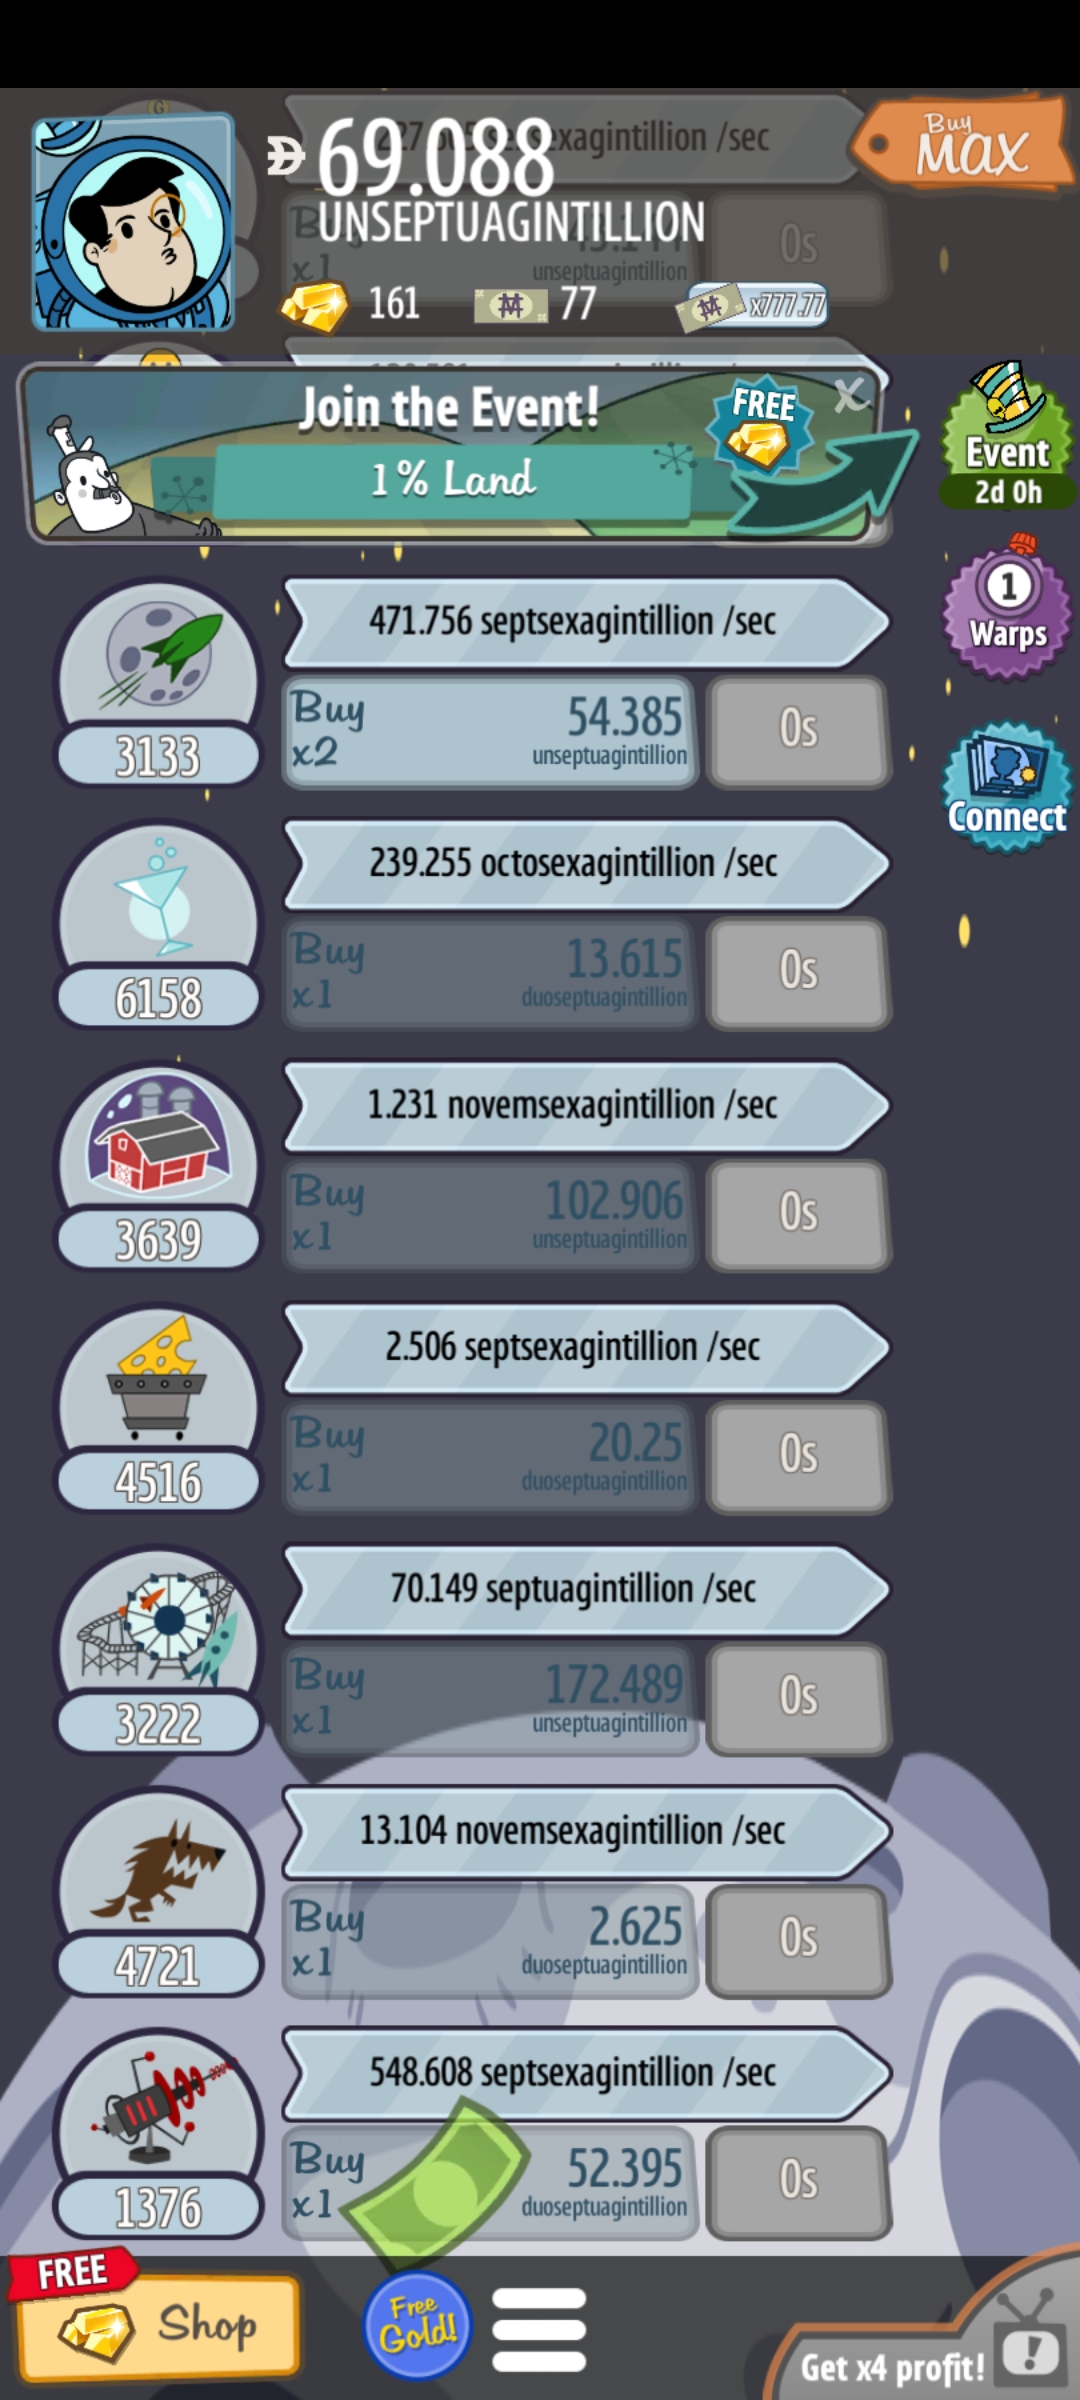 /sec
Buy
MAX
69.088
UNSEPTUAGINTILLION
unseptuagintillion
x1
0s
161
77
x777.77
Join the Event!
FREE
X
1% Land
Event
2d 0h
1
Warps
Connect
471.756 septsexagintillion /sec
Buy
x2
54.385
unseptuagintillion
0s
3133
239.255 octosexagintillion /sec
Buy
x1
13.615
duoseptuagintillion
0s
6158
1.231 novemsexagintillion /sec
Buy
x1
102.906
unseptuagintillion
0s
3639
2.506 septsexagintillion /sec
Buy
x1
20.25
duoseptuagintillion
0s
4516
70.149 septuagintillion /sec
Buy
x1
172.489
unseptuagintillion
0s
3222
13.104 novemsexagintillion /sec
Buy
x1
2.625
duoseptuagintillion
0s
4721
548.608 septsexagintillion /sec
Buy
x1
52.395
duoseptuagintillion
0s
1376
FREE
Shop
Free
Gold!
Get x4 profit!